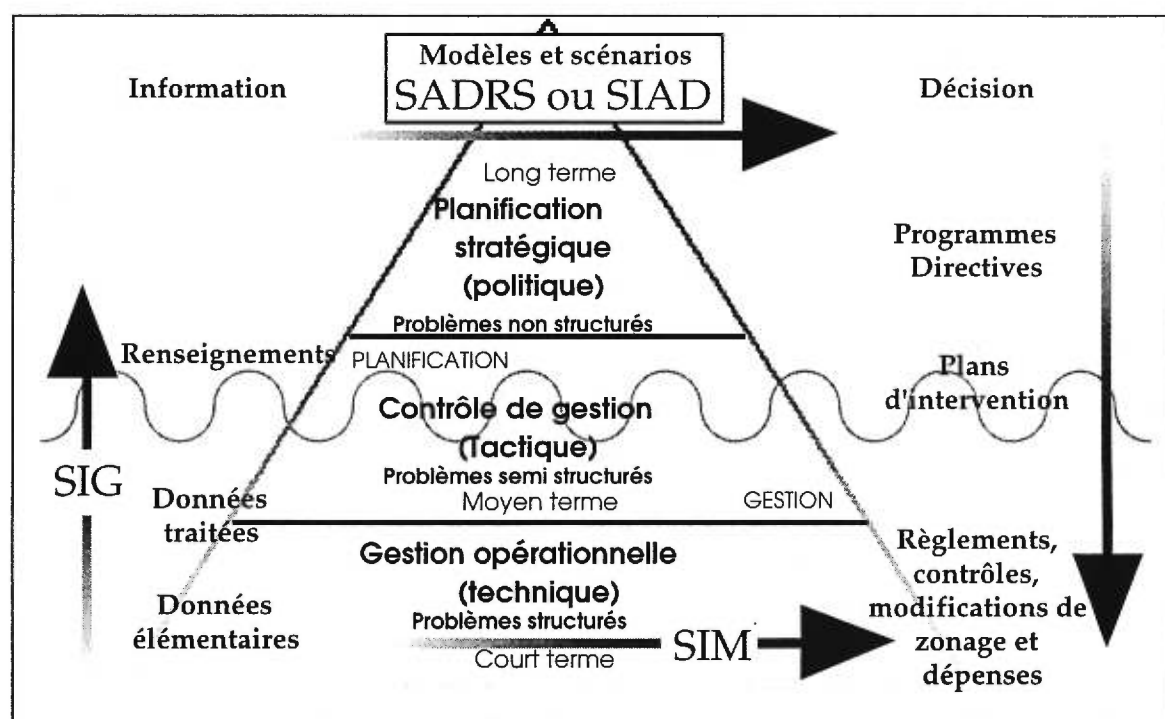 Modèles et scénarios
SADRS ou SIAD
Information
Décision
Long terme
Planification
stratégique
(politique)
Programmes
Directives
Problèmes non structurés
Renseignements
PLANIFICATION
Plans
d'intervention
Contrôle de gestion
(Tactique)
Problèmes semi structurés
Moyen terme
GESTION
SIG
Données
traitées
Gestion opérationnelle
(technique)
Problèmes structurés
Court terme
SIM
Données
élémentaires
Règlements,
contrôles,
modifications de
zonage et
dépenses